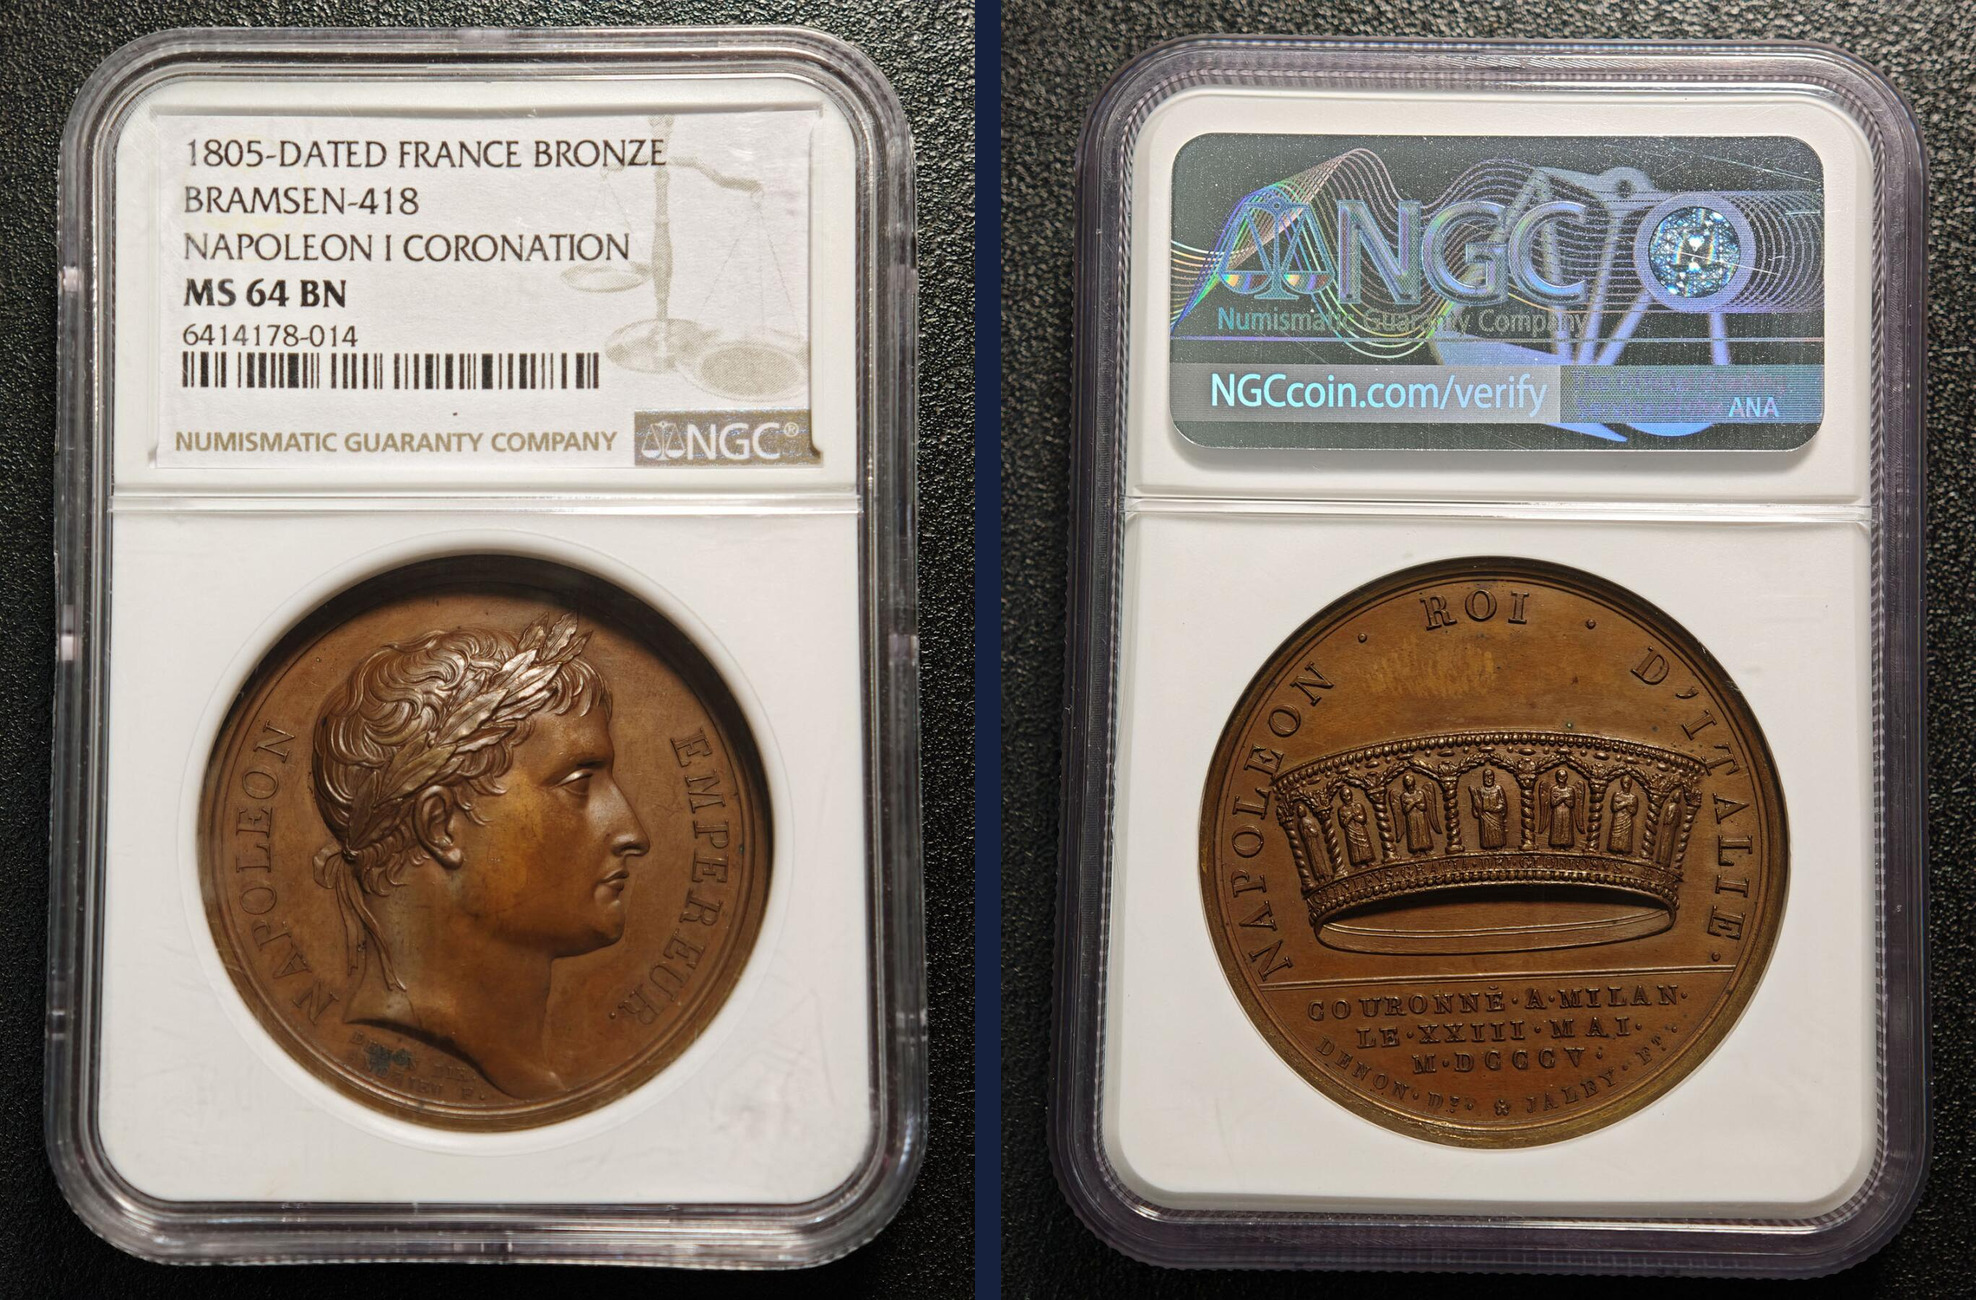 1805-DATED FRANCE BRONZE
BRAMSEN-418
NAPOLEON I CORONATION
MS 64 BN
6414178-014
NUMISMATIC GUARANTY COMPANY
NGC®
NAPOLEON
EMPEREUR.
NGC
Numismatic Guaranty Company
NGCcoin.com/verify
ANA
NAPOLEON · ROI · D'ITALIE ·
COURONNÉ·A·MILAN·
LE·XXIII·MAI·
M·DCCCV·
DENON·DT· JALEY·FT·